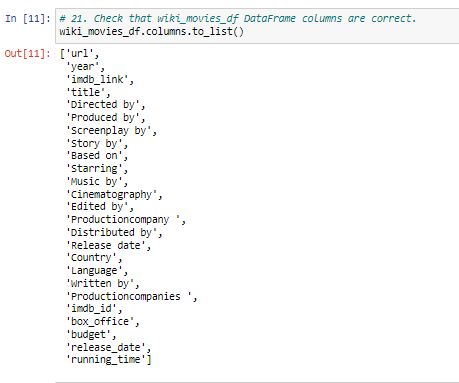 In [11]: # 21. Check that wiki_movies_df DataFrame columns are correct.
wiki_movies_df.columns.to_list()
Out[11]: ['url',
'year',
'imdb_link',
'title',
'Directed by',
'Produced by',
'Screenplay by',
'Story by',
'Based on',
'Starring',
'Music by',
'Cinematography',
'Edited by',
'Productioncompany ',
'Distributed by',
'Release date',
'Country',
'Language',
'Written by',
'Productioncompanies ',
'imdb_id',
'box_office',
'budget',
'release_date',
'running_time']